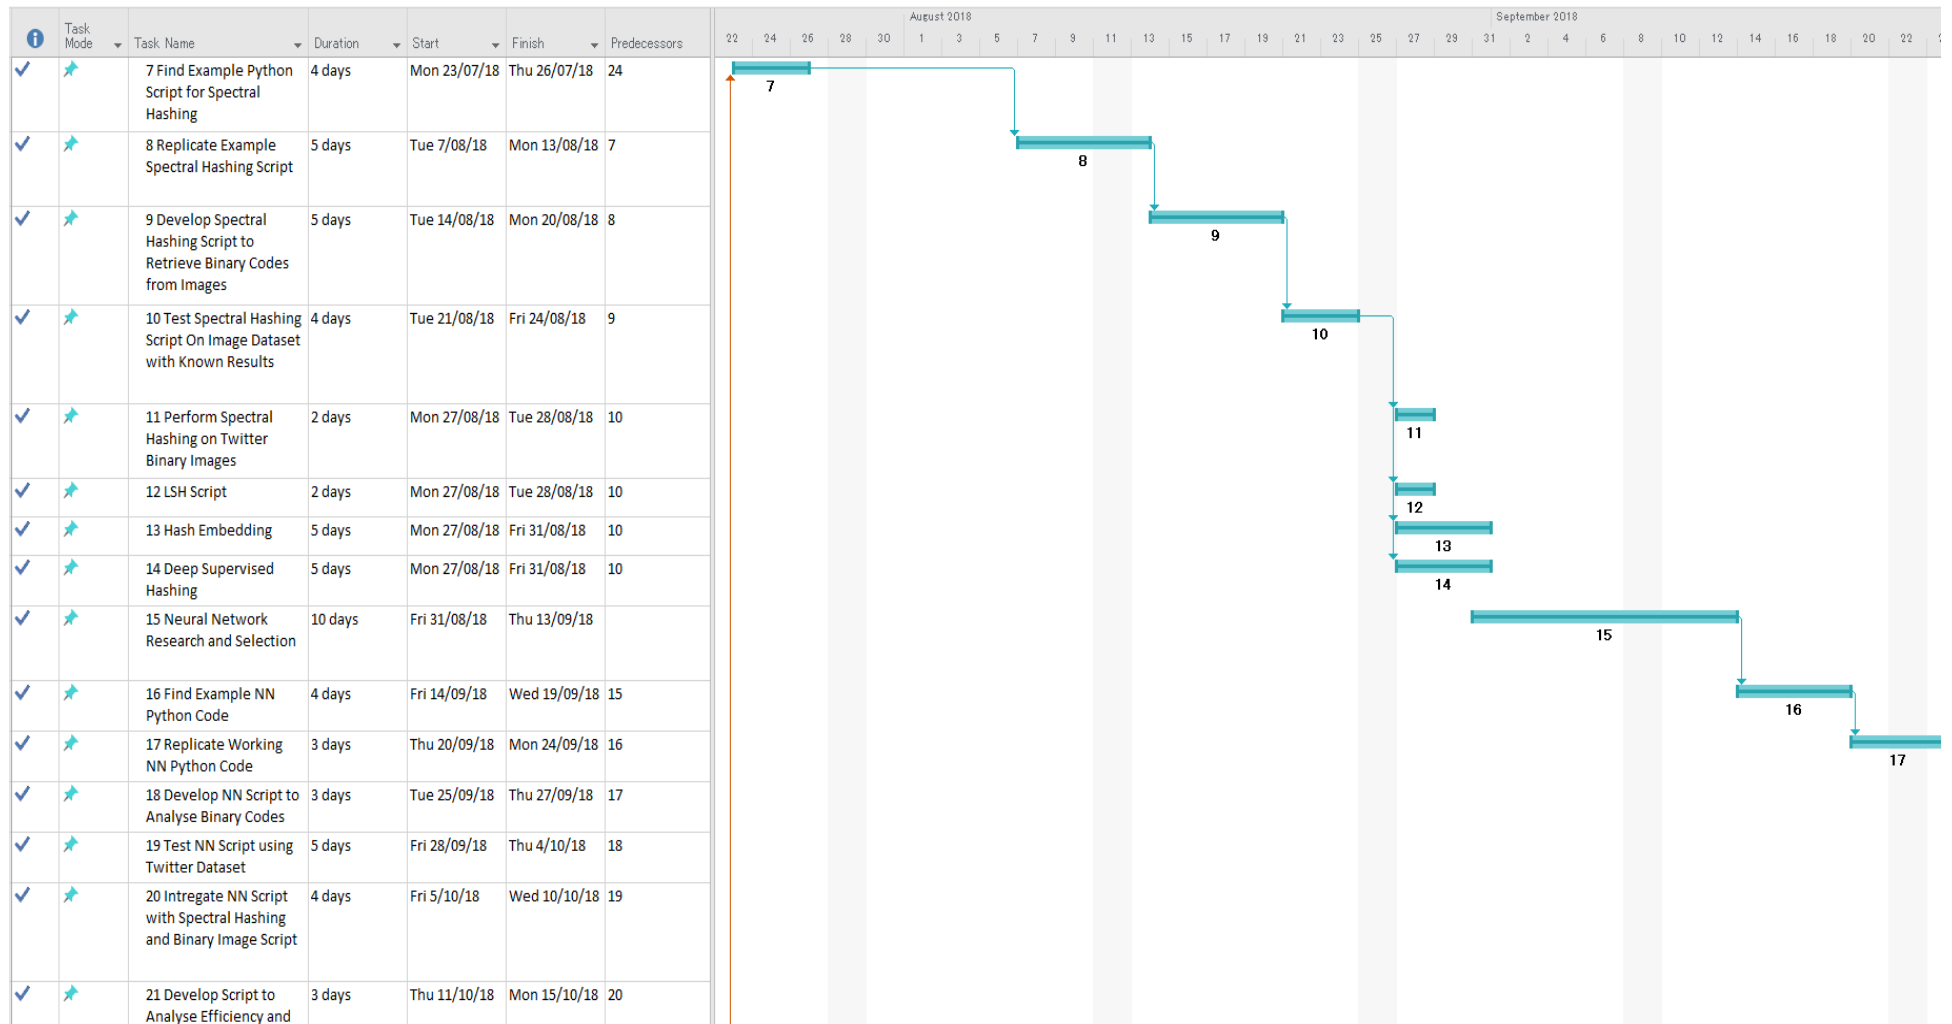 August 2018 September 2018
Task Mode Task Name Duration Start Finish Predecessors
22 24 26 28 30 1 3 5 7 9 11 13 15 17 19 21 23 25 27 29 31 2 4 6 8 10 12 14 16 18 20 22
7 Find Example Python 4 days Mon 23/07/18 Thu 26/07/18 24
Script for Spectral
Hashing
7
8 Replicate Example 5 days Tue 7/08/18 Mon 13/08/18 7
Spectral Hashing Script
8
9 Develop Spectral 5 days Tue 14/08/18 Mon 20/08/18 8
Hashing Script to
Retrieve Binary Codes
from Images
9
10 Test Spectral Hashing 4 days Tue 21/08/18 Fri 24/08/18 9
Script On Image Dataset
with Known Results
10
11 Perform Spectral 2 days Mon 27/08/18 Tue 28/08/18 10
Hashing on Twitter
Binary Images
11
12 LSH Script 2 days Mon 27/08/18 Tue 28/08/18 10
12
13 Hash Embedding 5 days Mon 27/08/18 Fri 31/08/18 10
13
14 Deep Supervised 5 days Mon 27/08/18 Fri 31/08/18 10
Hashing
14
15 Neural Network 10 days Fri 31/08/18 Thu 13/09/18
Research and Selection
15
16 Find Example NN 4 days Fri 14/09/18 Wed 19/09/18 15
Python Code
16
17 Replicate Working 3 days Thu 20/09/18 Mon 24/09/18 16
NN Python Code
17
18 Develop NN Script to 3 days Tue 25/09/18 Thu 27/09/18 17
Analyse Binary Codes
19 Test NN Script using 5 days Fri 28/09/18 Thu 4/10/18 18
Twitter Dataset
20 Intregate NN Script 4 days Fri 5/10/18 Wed 10/10/18 19
with Spectral Hashing
and Binary Image Script
21 Develop Script to 3 days Thu 11/10/18 Mon 15/10/18 20
Analyse Efficiency and